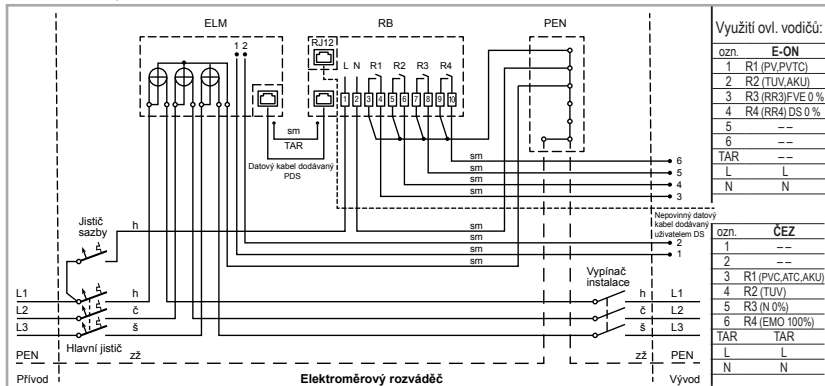 ELM RB PEN
RJ12
1 2 L N R1 R2 R3 R4
1 2 3 4 5 6 7 8 9 10
sm
TAR
Datový kabel dodávaný
PDS
sm 6
sm 5
sm 4
sm 3
Nepovinný datový
kabel dodávaný
uživatelem DS
Jistič
sazby
h
sm
sm 2
sm 1
sm
Vypínač
instalace
L1 h h L1
L2 č č L2
L3 š š L3
Hlavní jistič
PEN zž zž PEN
Přívod Elektroměrový rozváděč Vývod
Využití ovl. vodičů:
ozn. E-ON
1 R1 (PV,PVTC)
2 R2 (TUV,AKU)
3 R3 (RR3)FVE 0 %
4 R4 (RR4) DS 0 %
5 – –
6 – –
TAR – –
L L
N N
ozn. ČEZ
1 – –
2 – –
3 R1 (PVC,ATC,AKU)
4 R2 (TUV)
5 R3 (N 0%)
6 R4 (EMO 100%)
TAR TAR
L L
N N